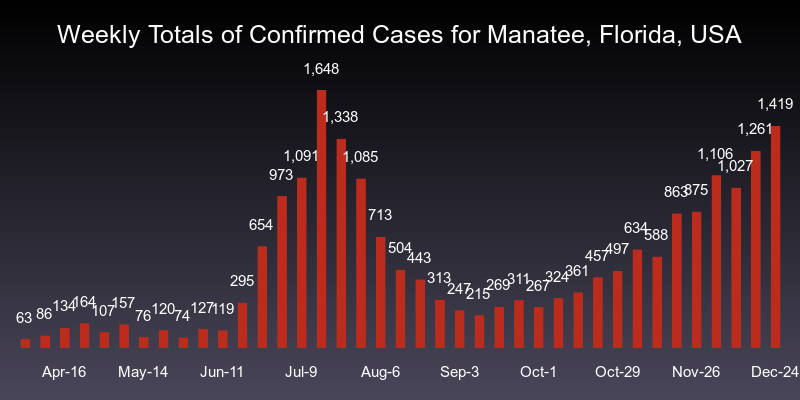 Weekly Totals of Confirmed Cases for Manatee, Florida, USA
63 86 134 164 107 157 76 120 74 127 119 295 654 973 1,091 1,648 1,338 1,085 713 504 443 313 247 215 269 311 267 324 361 457 497 634 588 863 875 1,106 1,027 1,261 1,419
Apr-16 May-14 Jun-11 Jul-9 Aug-6 Sep-3 Oct-1 Oct-29 Nov-26 Dec-24